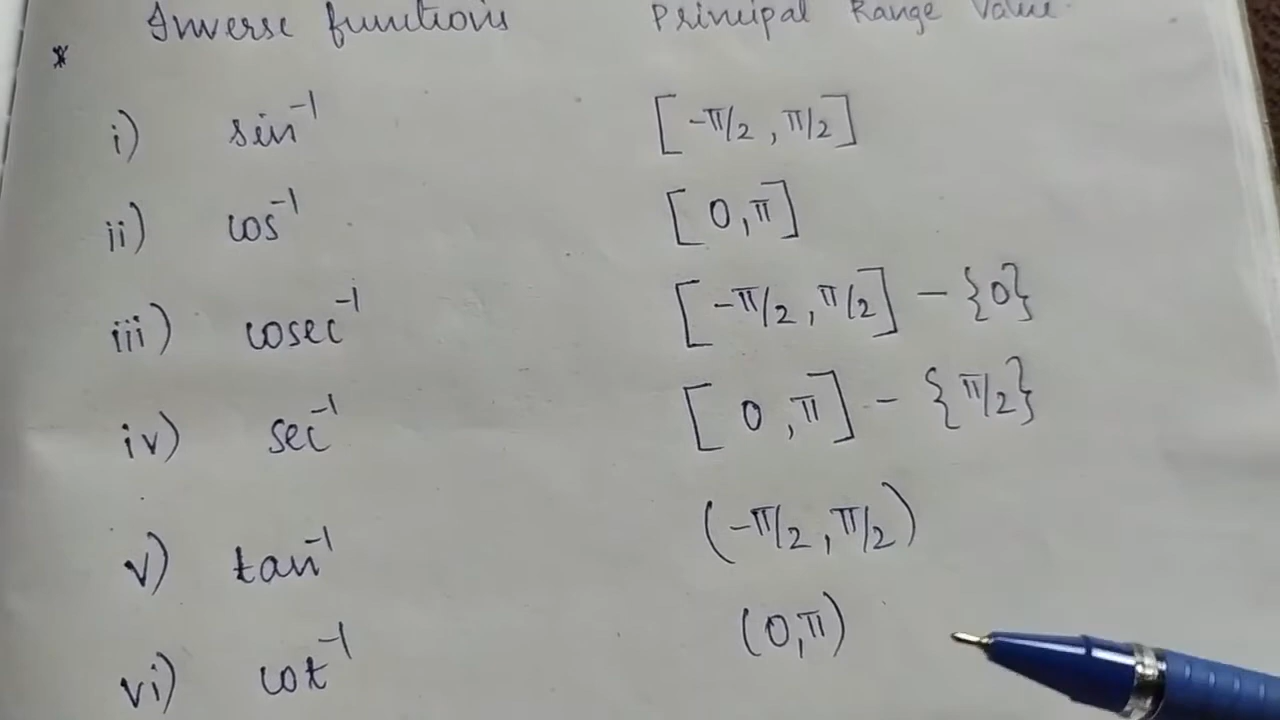 Inverse functions Principal Range Value
* i) sin⁻¹ [-π/2, π/2]
ii) cos⁻¹ [0, π]
iii) cosec⁻¹ [-π/2, π/2] - {0}
iv) sec⁻¹ [0, π] - {π/2}
v) tan⁻¹ (-π/2, π/2)
vi) cot⁻¹ (0, π)